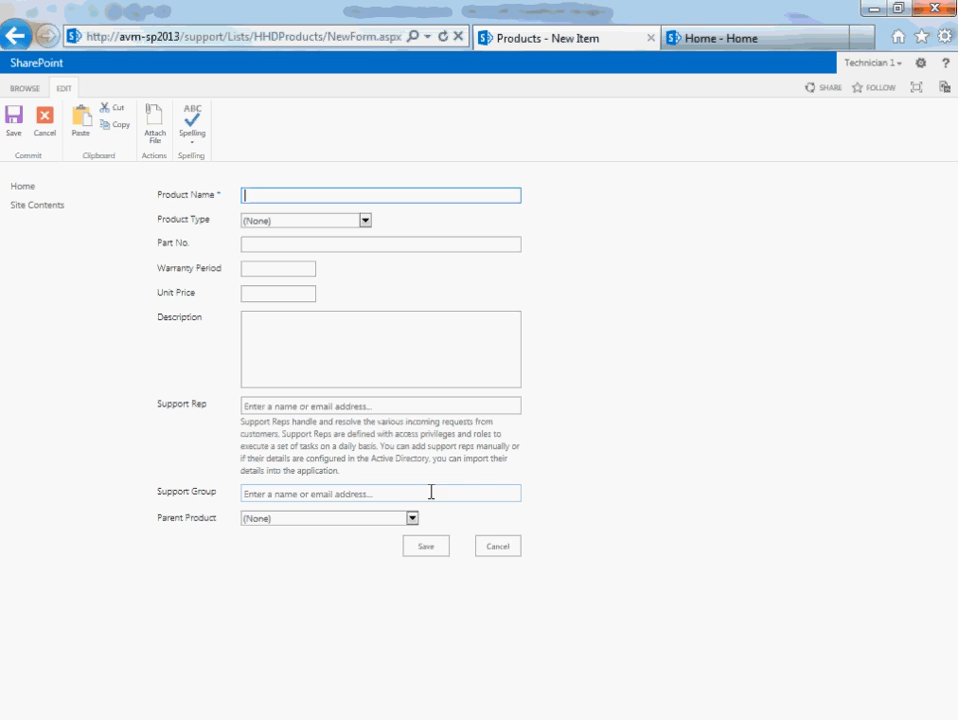 http://avm-sp2013/support/Lists/HHDProducts/NewForm.aspx
Products - New Item
Home - Home
SharePoint
Technician 1
?
BROWSE
EDIT
SHARE
FOLLOW
Save
Cancel
Paste
Cut
Copy
Attach File
ABC
Spelling
Commit
Clipboard
Actions
Spelling
Home
Site Contents
Product Name *
Product Type
(None)
Part No.
Warranty Period
Unit Price
Description
Support Rep
Enter a name or email address...
Support Reps handle and resolve the various incoming requests from
customers. Support Reps are defined with access privileges and roles to
execute a set of tasks on a daily basis. You can add support reps manually or
if their details are configured in the Active Directory, you can import their
details into the application.
Support Group
Enter a name or email address...
Parent Product
(None)
Save
Cancel